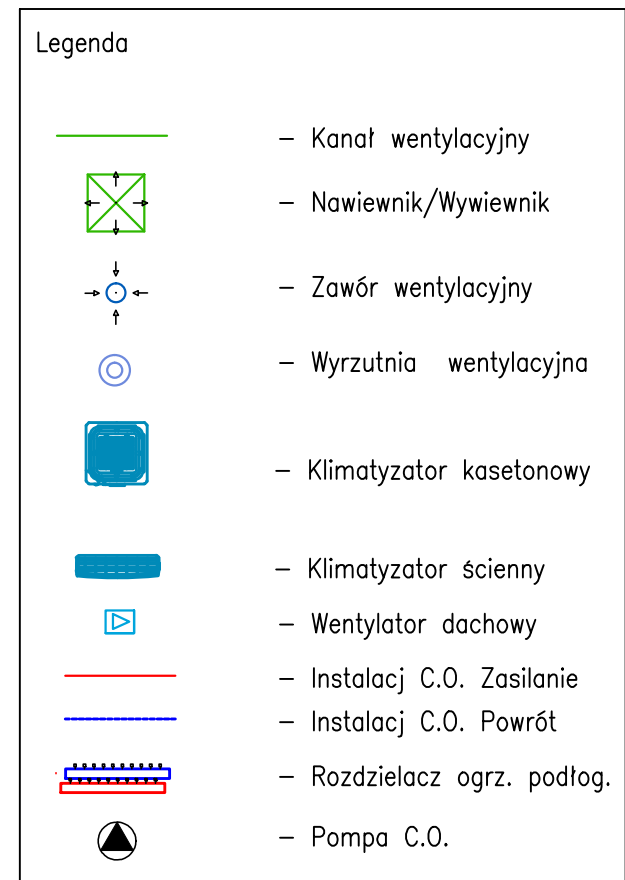 Legenda
– Kanał wentylacyjny
– Nawiewnik/Wywiewnik
– Zawór wentylacyjny
– Wyrzutnia wentylacyjna
– Klimatyzator kasetonowy
– Klimatyzator ścienny
– Wentylator dachowy
– Instalacj C.O. Zasilanie
– Instalacj C.O. Powrót
– Rozdzielacz ogrz. podłog.
– Pompa C.O.